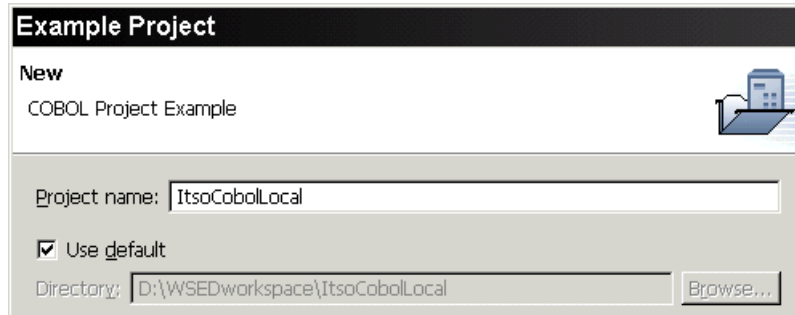 Example Project
New
COBOL Project Example
Project name: ItsoCobolLocal
Use default
Directory: D:\WSEDworkspace\ItsoCobolLocal Browse...